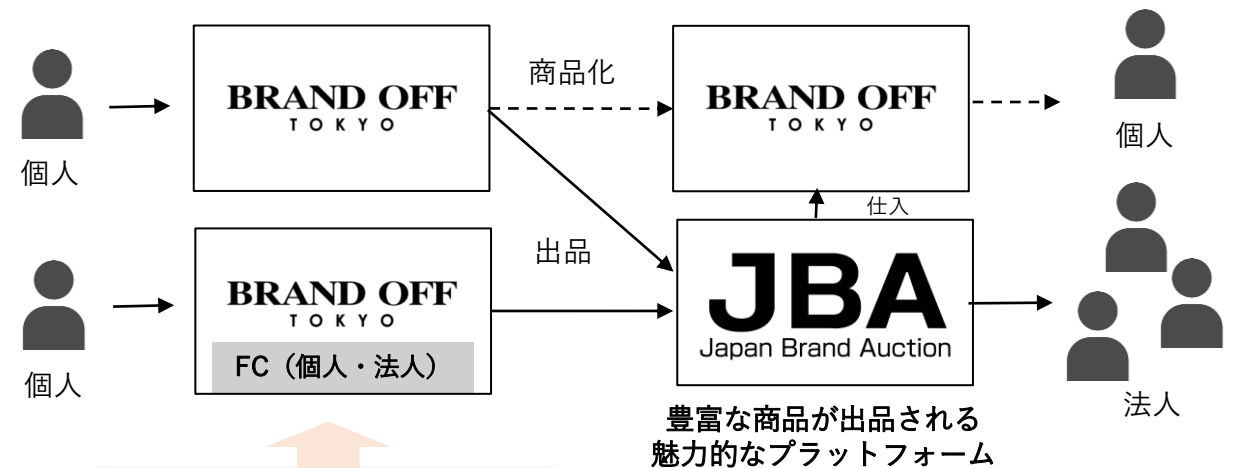 個人
BRAND OFF
TOKYO
商品化
BRAND OFF
TOKYO
個人
個人
BRAND OFF
TOKYO
FC（個人・法人）
出品
仕入
JBA
Japan Brand Auction
法人
豊富な商品が出品される
魅力的なプラットフォーム